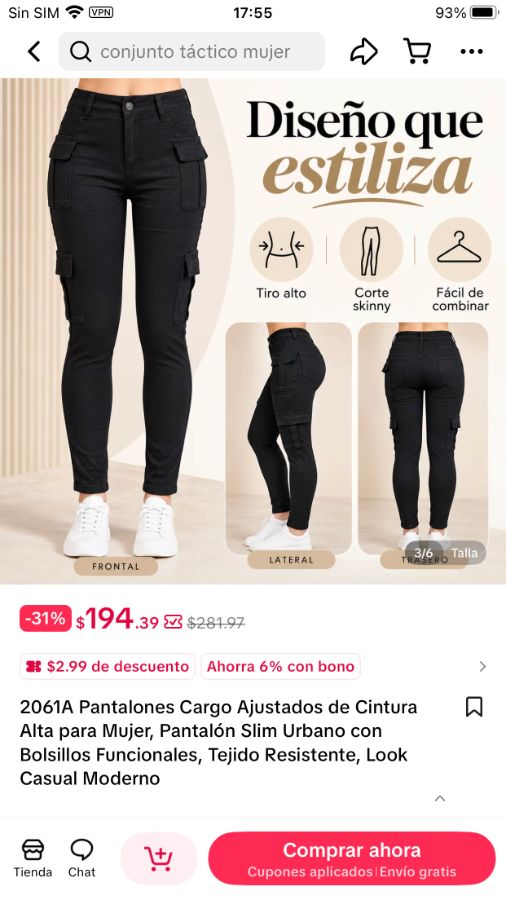 Sin SIM VPN 17:55 93%
conjunto táctico mujer
Diseño que
estiliza
Tiro alto
Corte
skinny
Fácil de
combinar
FRONTAL
LATERAL
TRASERO
3/6 Talla
-31% $194.39 $281.97
$2.99 de descuento Ahorra 6% con bono
2061A Pantalones Cargo Ajustados de Cintura
Alta para Mujer, Pantalón Slim Urbano con
Bolsillos Funcionales, Tejido Resistente, Look
Casual Moderno
Tienda
Chat
Comprar ahora
Cupones aplicados | Envío gratis